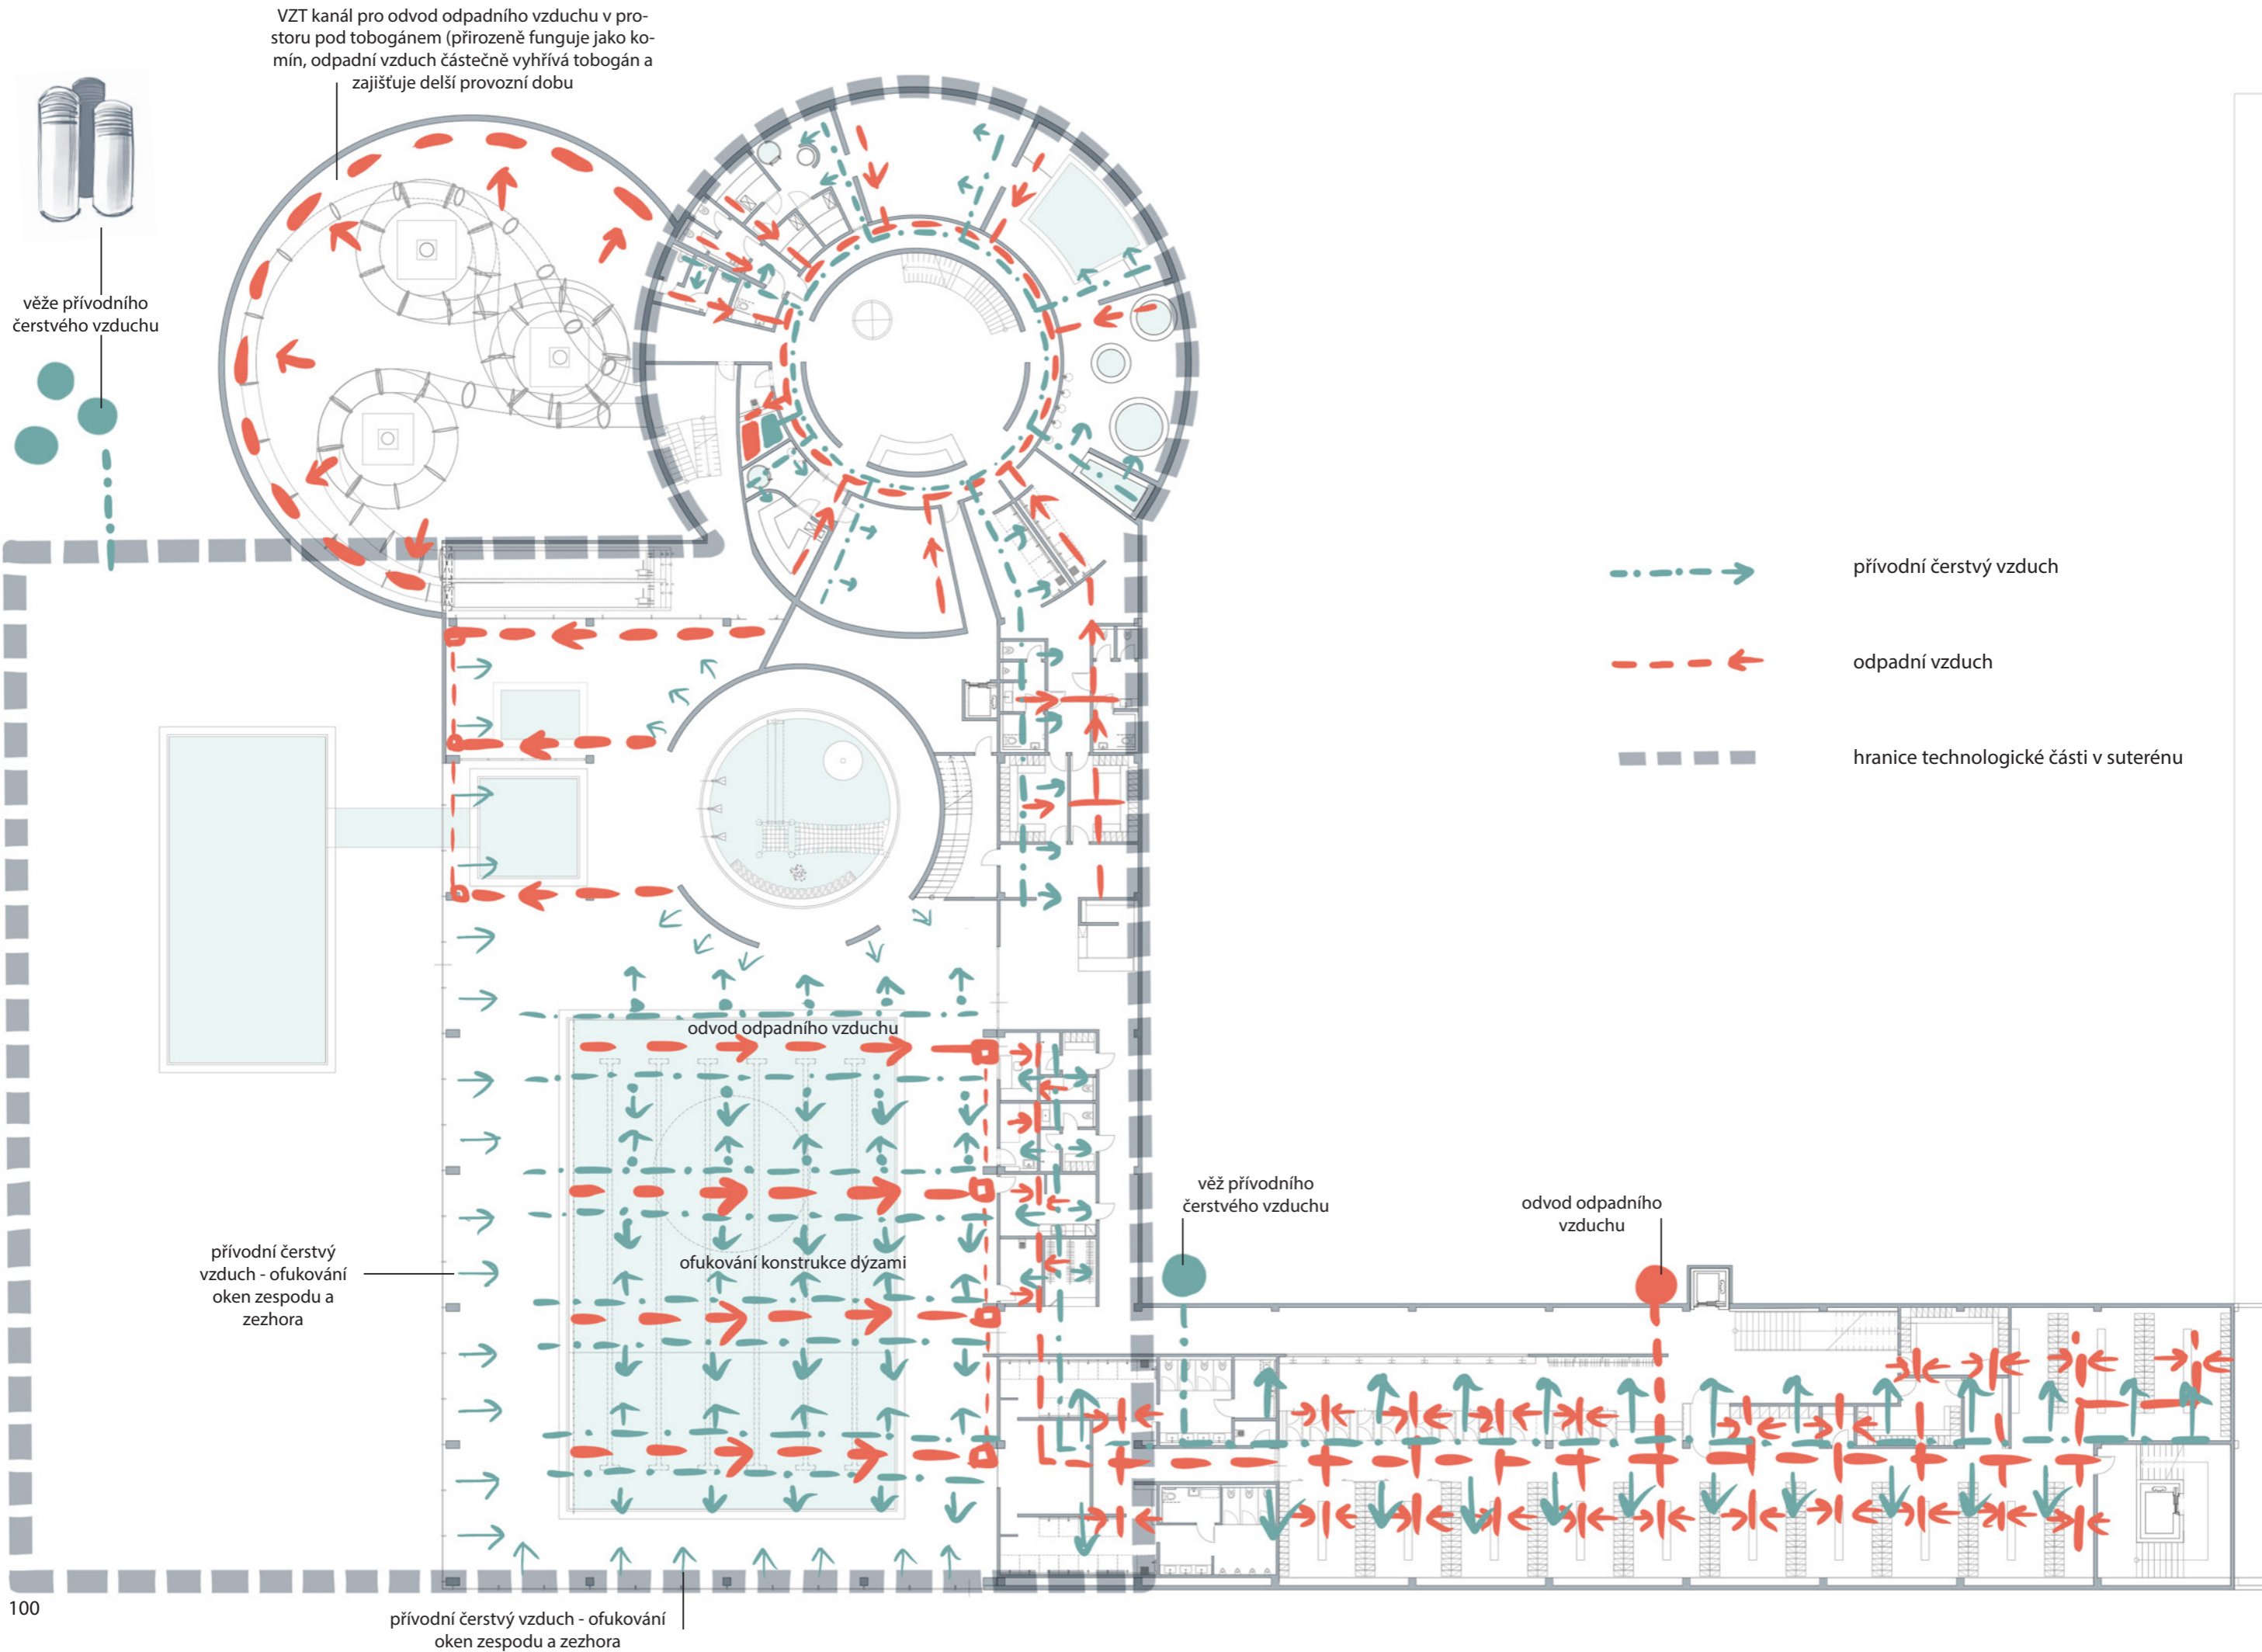 VZT kanál pro odvod odpadního vzduchu v pro-
storu pod tobogánem (přirozeně funguje jako ko-
mín, odpadní vzduch částečně vyhřívá tobogán a
zajišťuje delší provozní dobu
věže přívodního
čerstvého vzduchu
přívodní čerstvý vzduch
odpadní vzduch
hranice technologické části v suterénu
odvod odpadního vzduchu
ofukování konstrukce dýzami
věž přívodního
čerstvého vzduchu
odvod odpadního
vzduchu
přívodní čerstvý
vzduch - ofukování
oken zespodu a
zezhora
přívodní čerstvý vzduch - ofukování
oken zespodu a zezhora
100